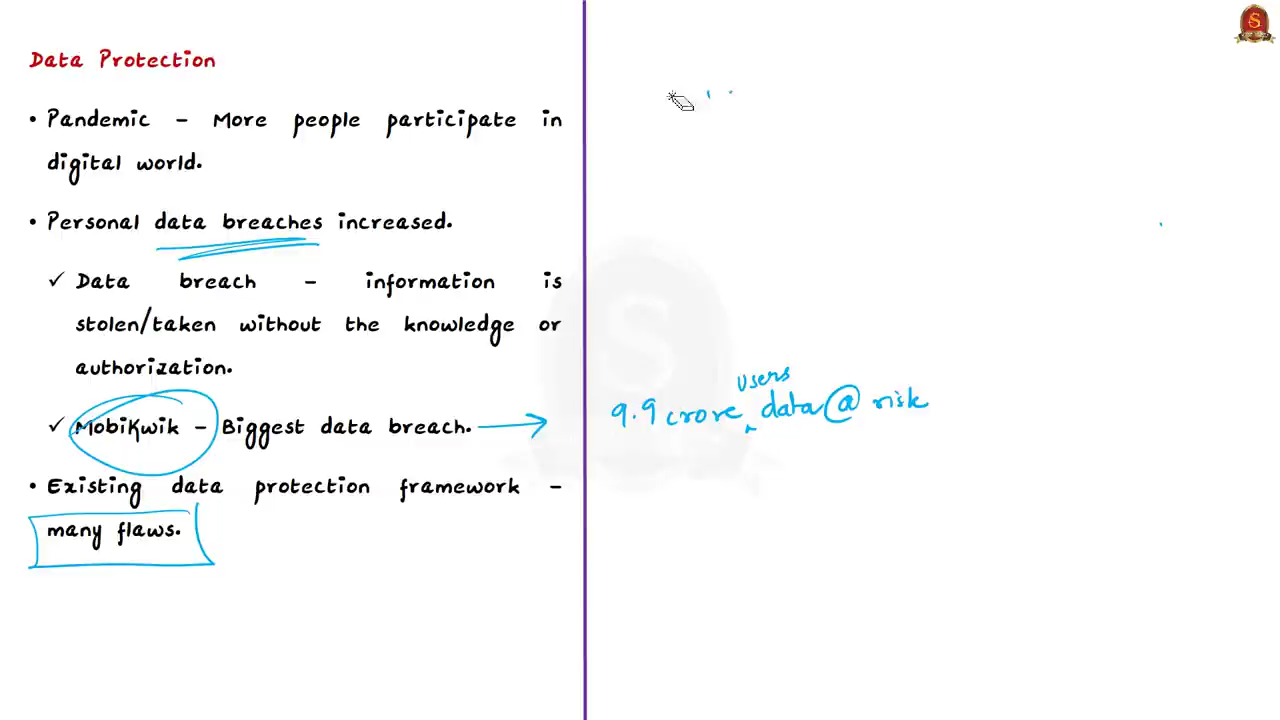 Data Protection
• Pandemic – More people participate in
digital world.
• Personal data breaches increased.
✓ Data breach – information is
stolen/taken without the knowledge or
authorization.
✓ MobiKwik – Biggest data breach.
• Existing data protection framework –
many flaws.
users
9.9 crore data @ risk
S
S